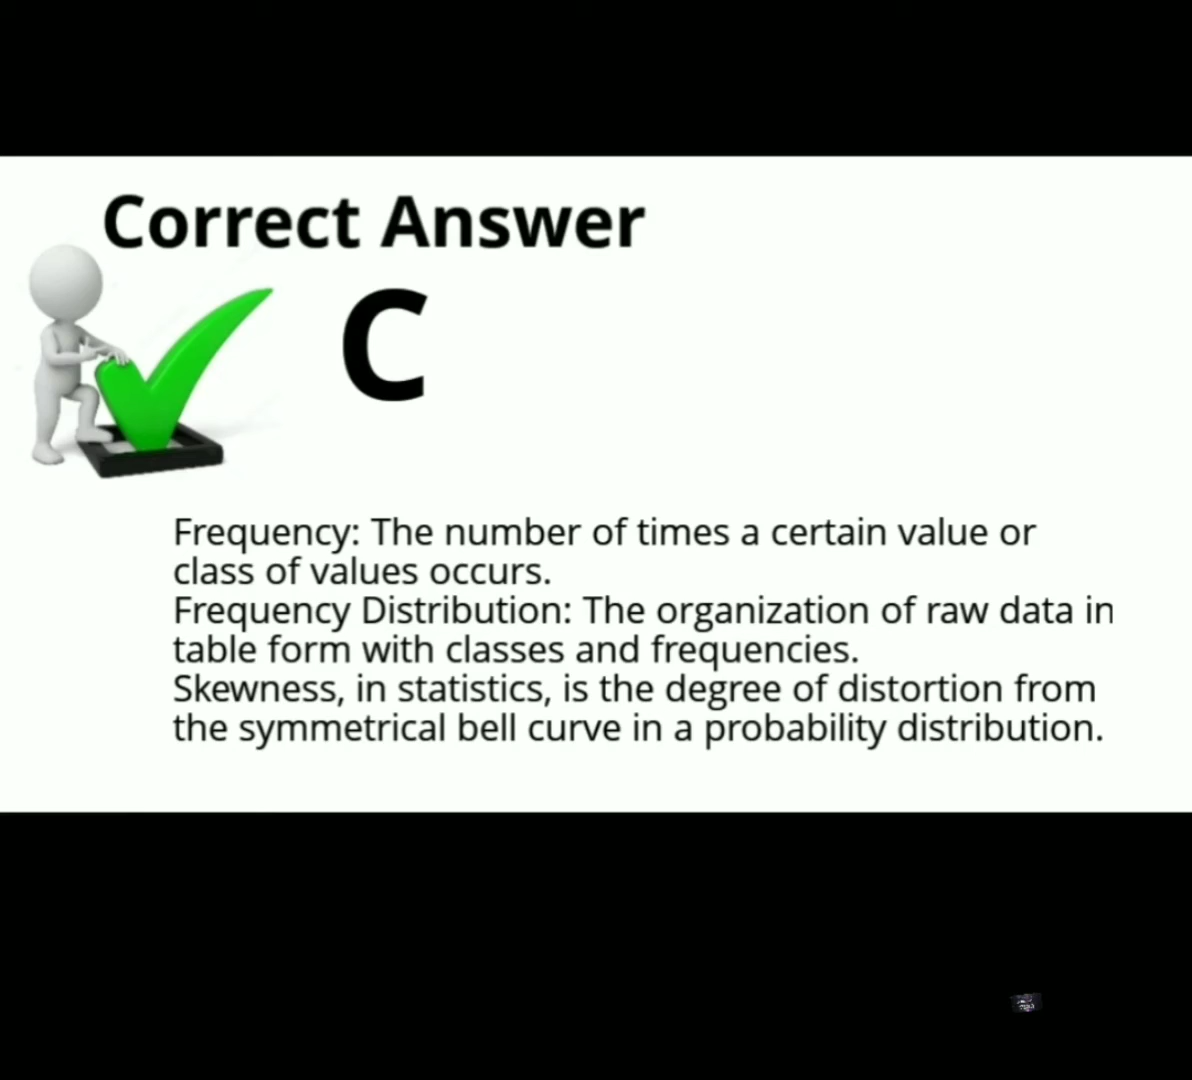 Correct Answer
C
Frequency: The number of times a certain value or
class of values occurs.
Frequency Distribution: The organization of raw data in
table form with classes and frequencies.
Skewness, in statistics, is the degree of distortion from
the symmetrical bell curve in a probability distribution.